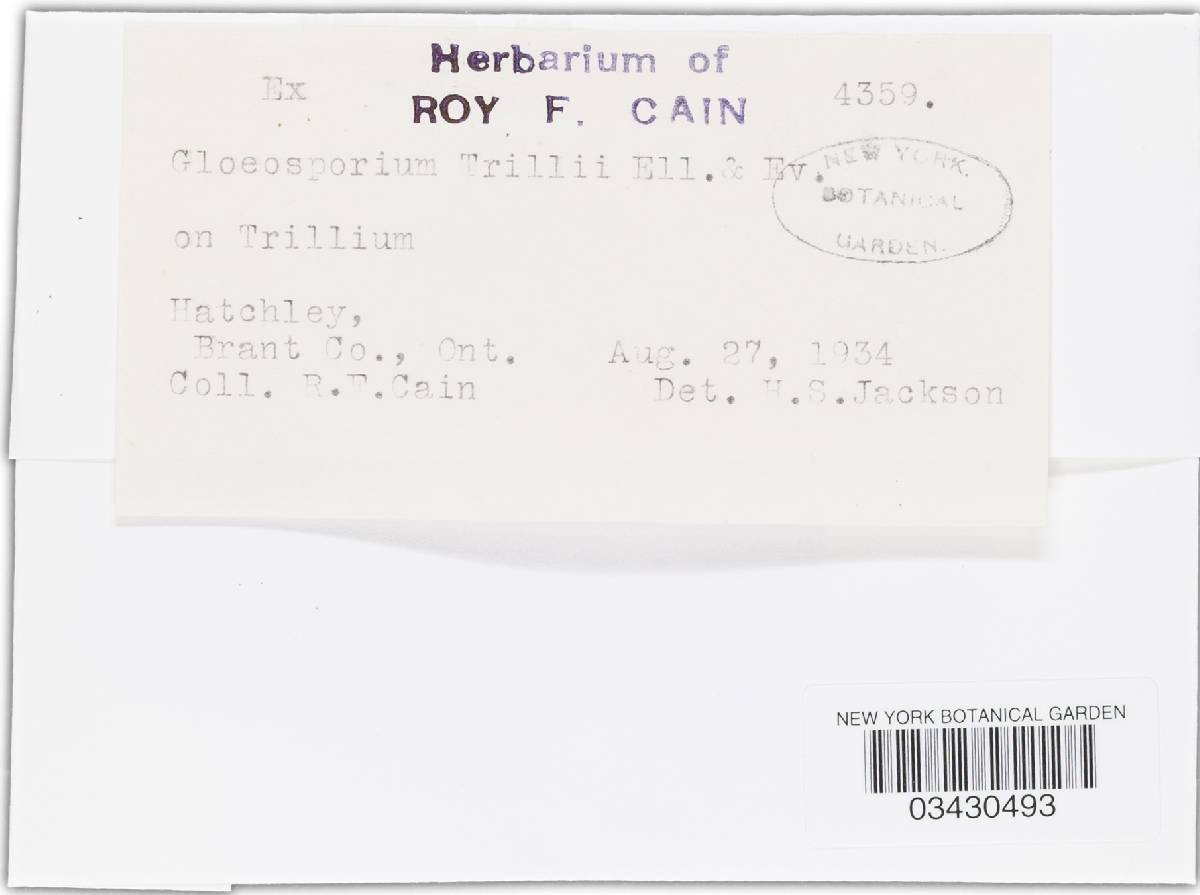 Herbarium of
Ex ROY F. CAIN 4359.
Gloeosporium Trillii Ell.& Ev.
NEW YORK
BOTANICAL
GARDEN.
on Trillium
Hatchley,
Brant Co., Ont. Aug. 27, 1934
Coll. R.F.Cain Det. H.S.Jackson
NEW YORK BOTANICAL GARDEN
03430493